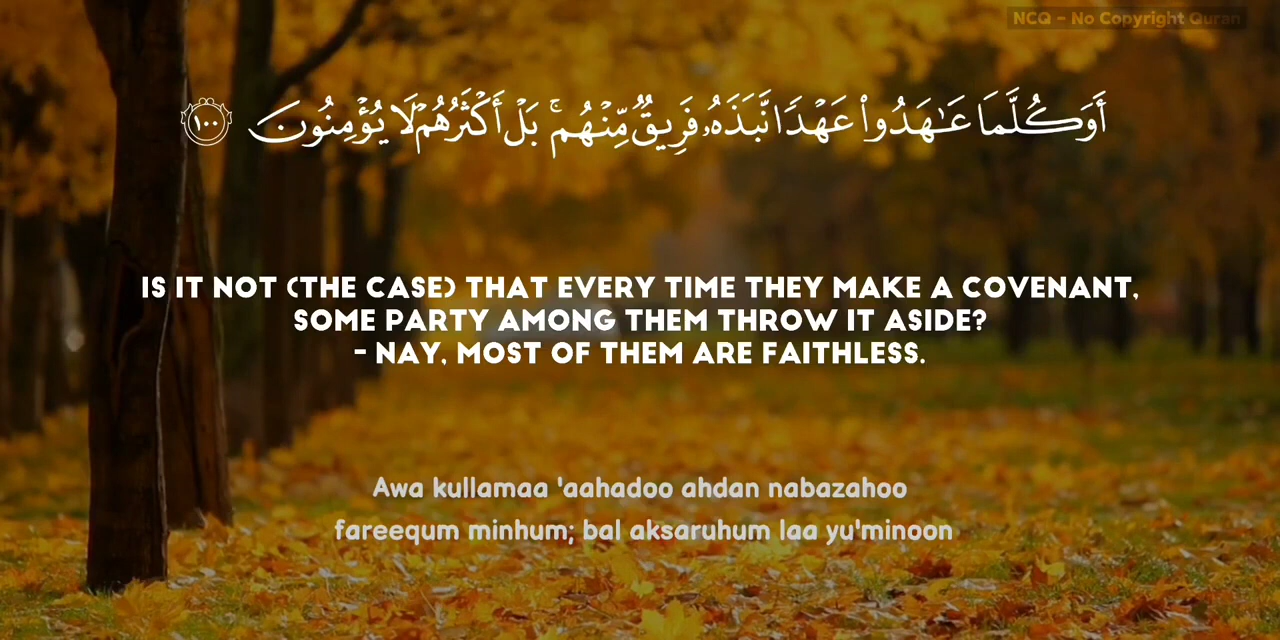 NCQ - No Copyright Quran
أَوَكُلَّمَا عَـٰهَدُوا۟ عَهْدًا نَّبَذَهُۥ فَرِيقٌ مِّنْهُم ۚ بَلْ أَكْثَرُهُمْ لَا يُؤْمِنُونَ ١٠٠
IS IT NOT (THE CASE) THAT EVERY TIME THEY MAKE A COVENANT,
SOME PARTY AMONG THEM THROW IT ASIDE?
- NAY, MOST OF THEM ARE FAITHLESS.
Awa kullamaa 'aahadoo ahdan nabazahoo
fareequm minhum; bal aksaruhum laa yu'minoon